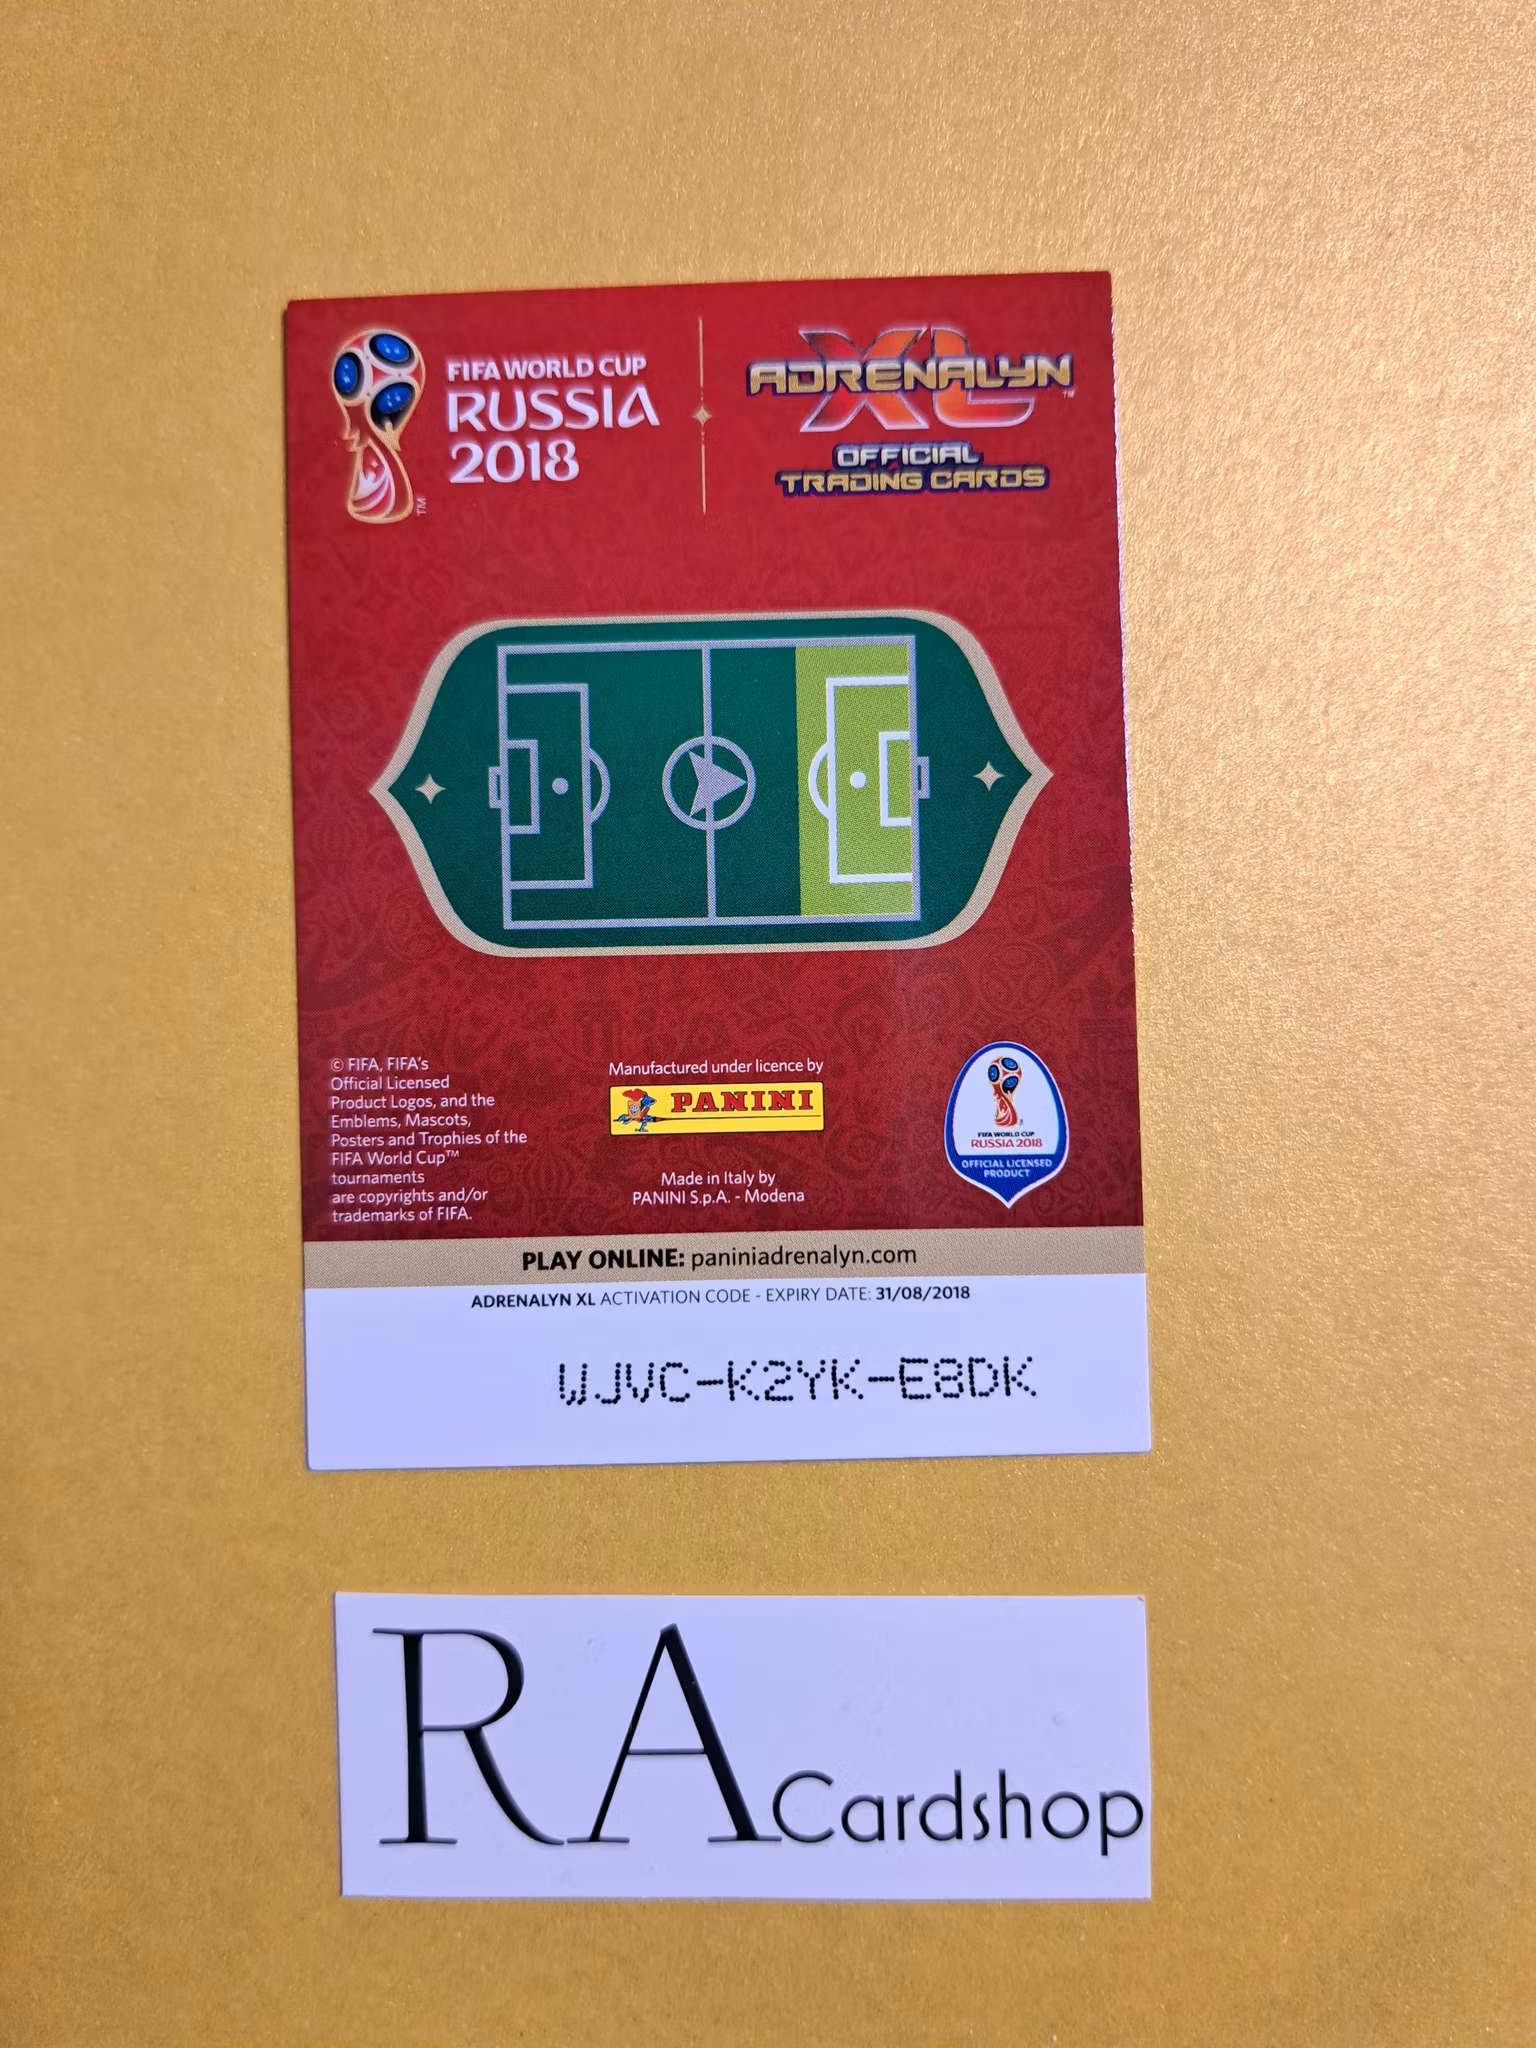 FIFA WORLD CUP
RUSSIA
2018
TM
ADRENALYN
XL
TM
OFFICIAL
TRADING CARDS
© FIFA, FIFA's
Official Licensed
Product Logos, and the
Emblems, Mascots,
Posters and Trophies of the
FIFA World Cup™
tournaments
are copyrights and/or
trademarks of FIFA.
Manufactured under licence by
PANINI
Made in Italy by
PANINI S.p.A. - Modena
FIFA WORLD CUP
RUSSIA 2018
OFFICIAL LICENSED
PRODUCT
PLAY ONLINE: paniniadrenalyn.com
ADRENALYN XL ACTIVATION CODE - EXPIRY DATE: 31/08/2018
WJVC-K2YK-E8DK
RA Cardshop